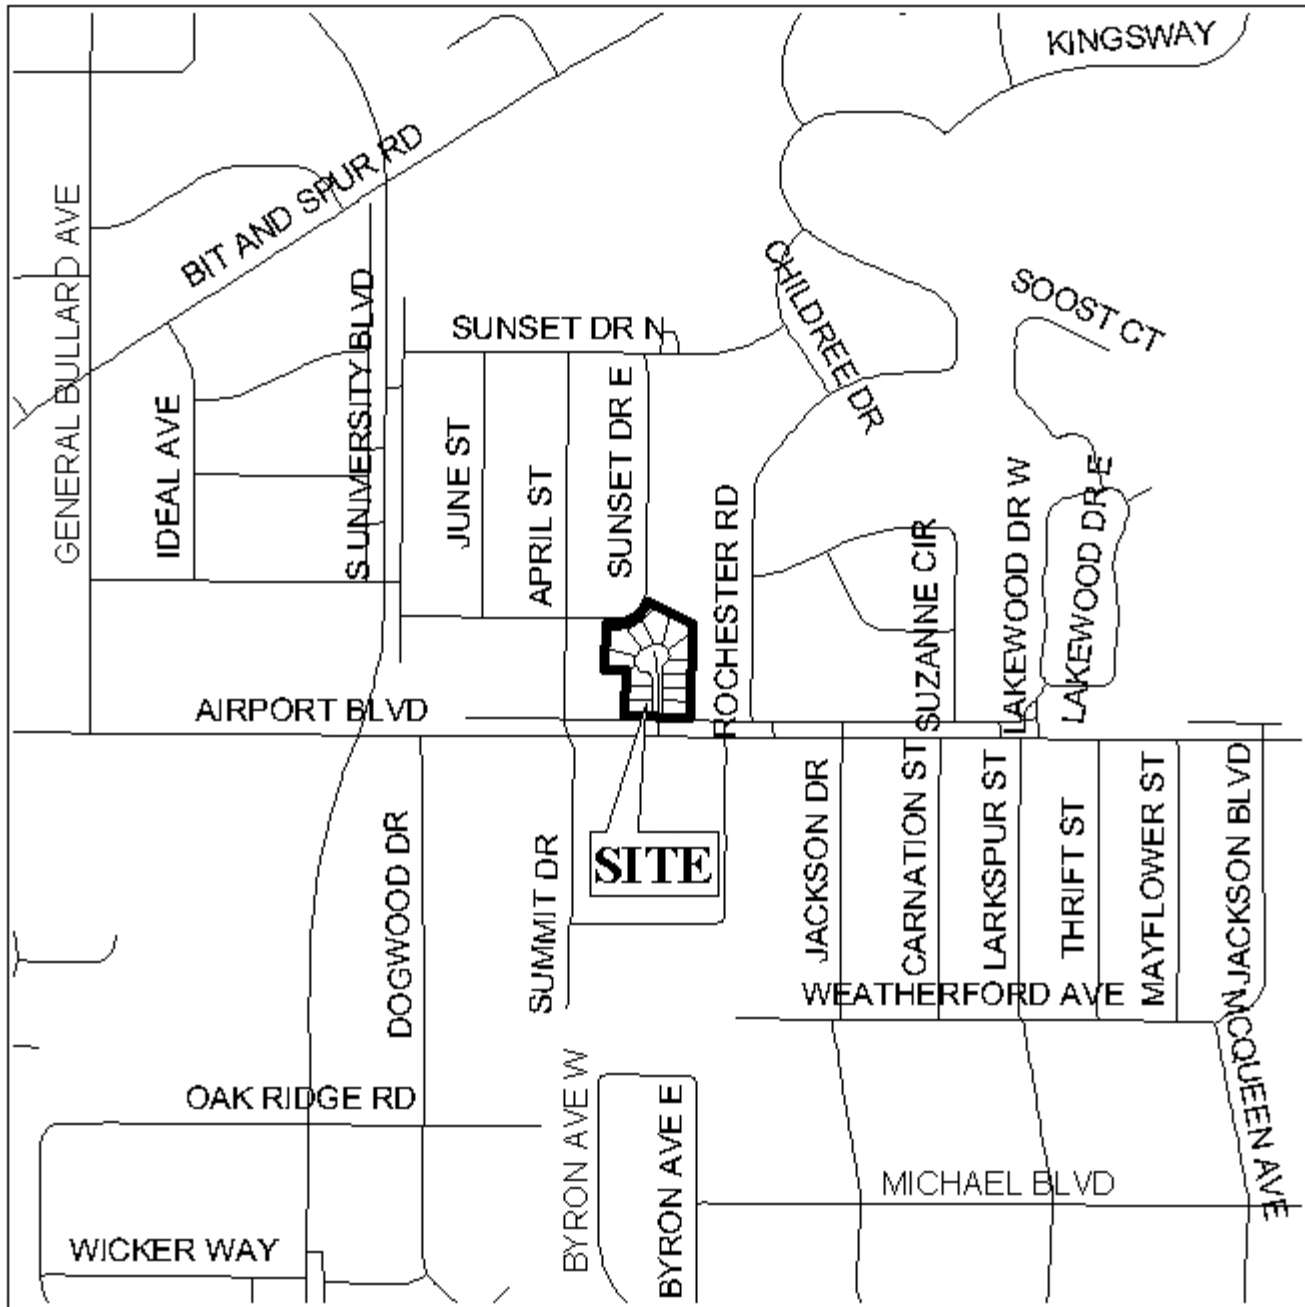 KINGSWAY
BIT AND SPUR RD
GENERAL BULLARD AVE
CHILDREE DR
SOOST CT
S UNIVERSITY BLVD
SUNSET DR N
SUNSET DR E
IDEAL AVE
JUNE ST
APRIL ST
ROCHESTER RD
SUZANNE CIR
LAKEWOOD DR W
LAKEWOOD DR E
AIRPORT BLVD
DOGWOOD DR
SUMMIT DR
SITE
JACKSON DR
CARNATION ST
LARKSPUR ST
THRIFT ST
MAYFLOWER ST
JACKSON BLVD
WEATHERFORD AVE
MCQUEEN AVE
OAK RIDGE RD
BYRON AVE W
BYRON AVE E
MICHAEL BLVD
WICKER WAY